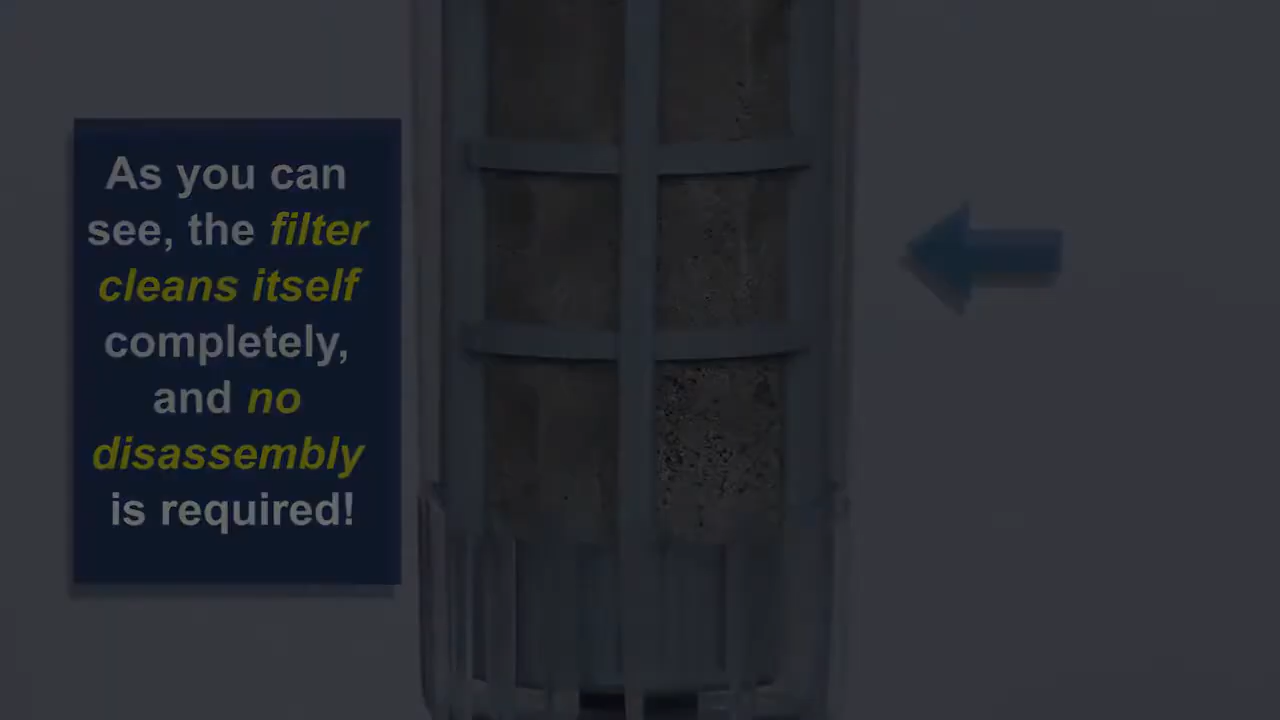 As you can
see, the filter
cleans itself
completely,
and no
disassembly
is required!